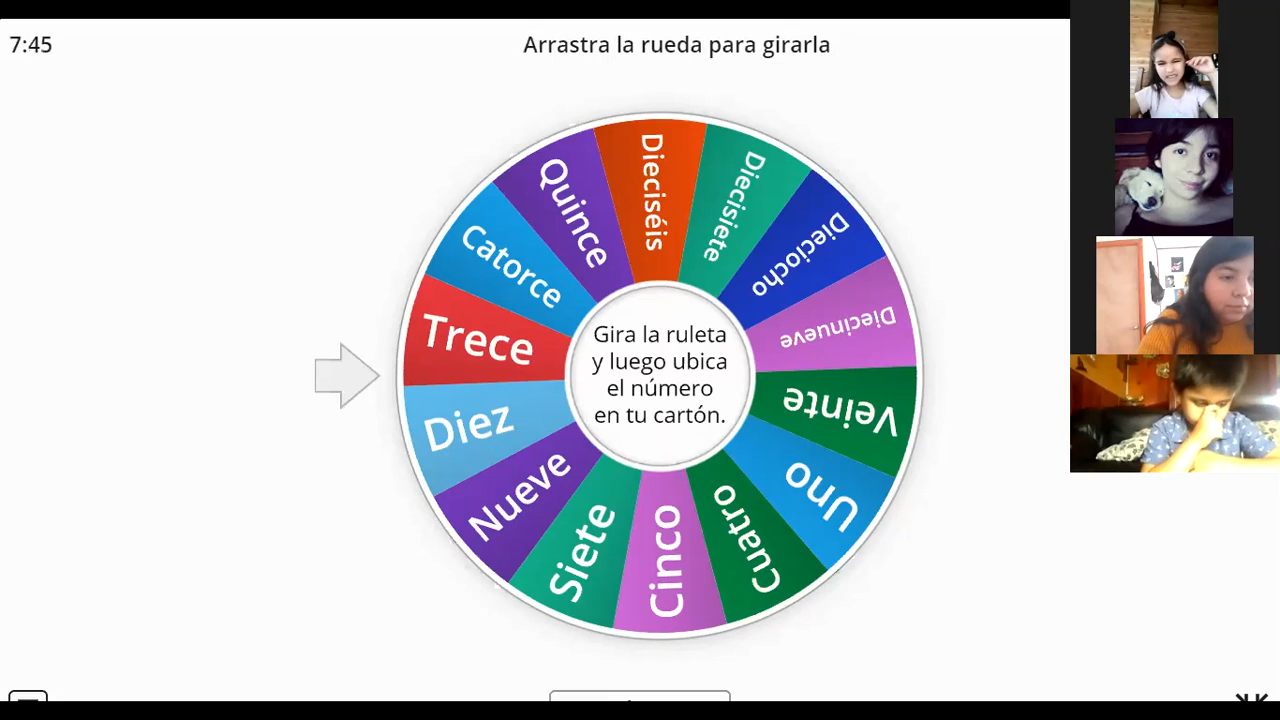 7:45
Arrastra la rueda para girarla
Dieciséis
Diecisiete
Dieciocho
Diecinueve
Veinte
Uno
Cuatro
Cinco
Siete
Nueve
Diez
Trece
Catorce
Quince
Gira la ruleta
y luego ubica
el número
en tu cartón.